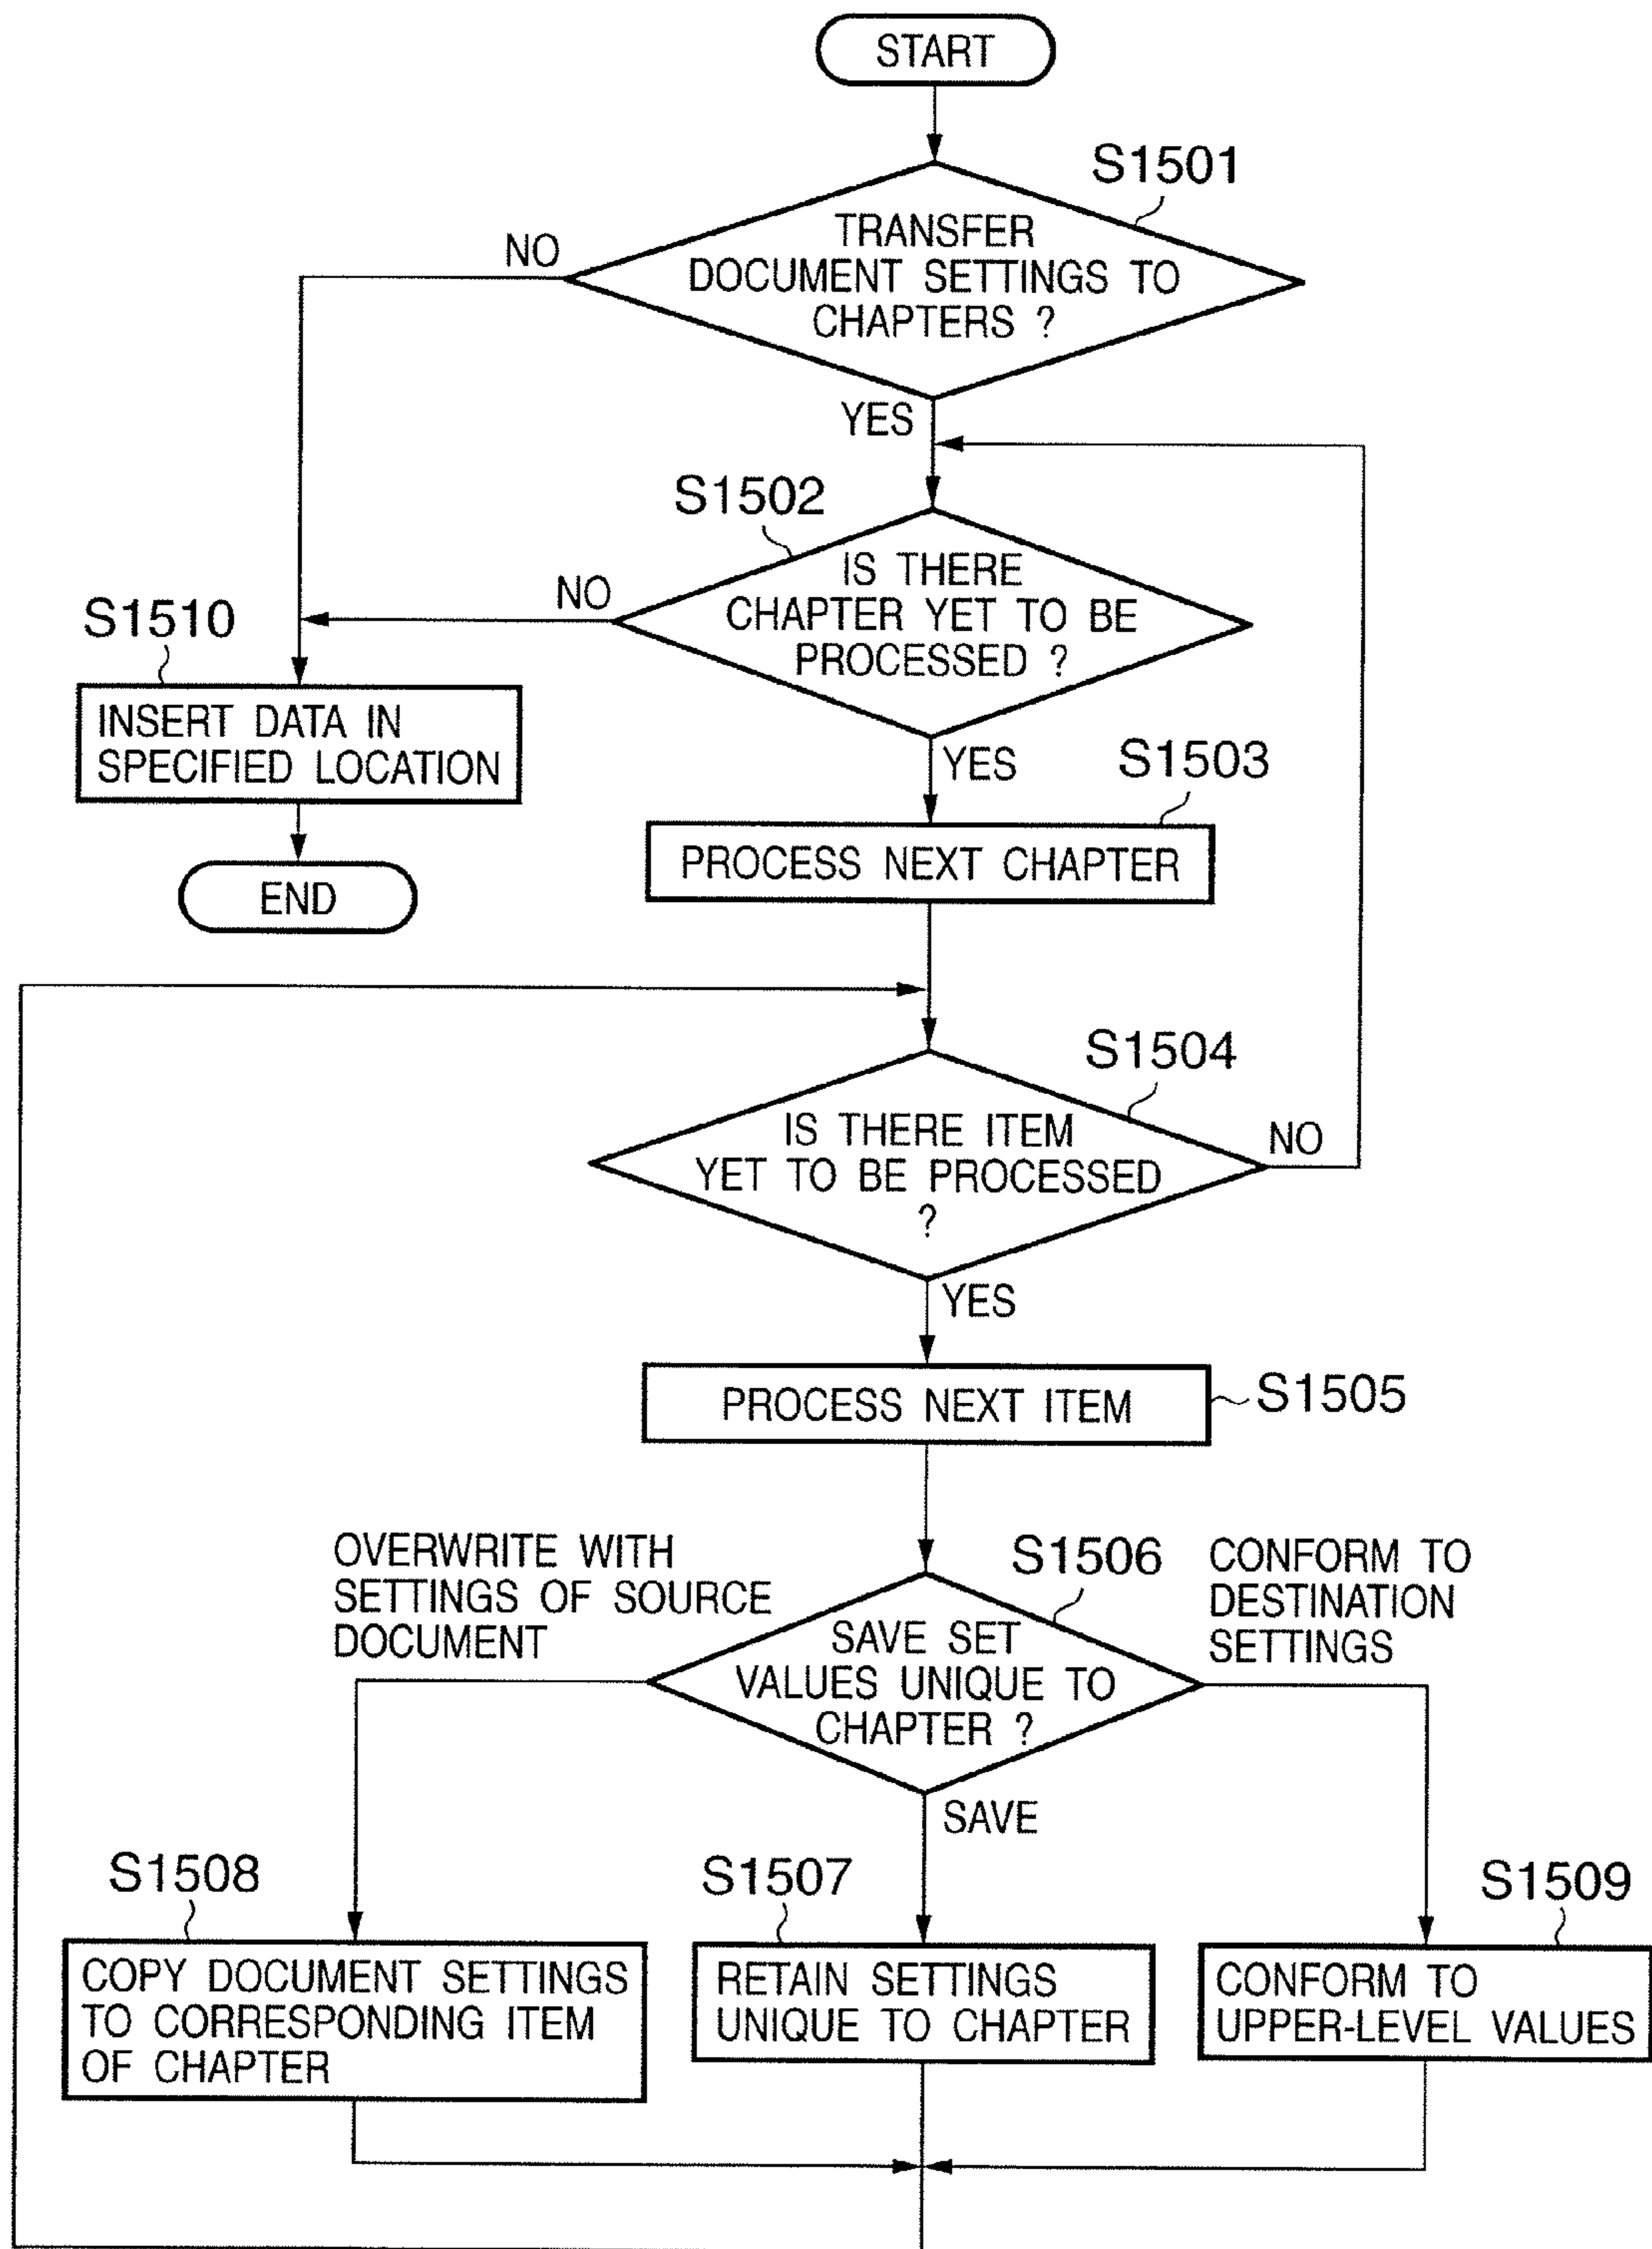 START
S1501
TRANSFER
DOCUMENT SETTINGS TO
CHAPTERS ?
NO
YES
S1502
IS THERE
CHAPTER YET TO BE
PROCESSED ?
NO
YES
S1510
INSERT DATA IN
SPECIFIED LOCATION
END
S1503
PROCESS NEXT CHAPTER
S1504
IS THERE ITEM
YET TO BE PROCESSED
?
NO
YES
PROCESS NEXT ITEM
S1505
OVERWRITE WITH
SETTINGS OF SOURCE
DOCUMENT
S1506
SAVE SET
VALUES UNIQUE TO
CHAPTER ?
CONFORM TO
DESTINATION
SETTINGS
SAVE
S1508
COPY DOCUMENT SETTINGS
TO CORRESPONDING ITEM
OF CHAPTER
S1507
RETAIN SETTINGS
UNIQUE TO CHAPTER
S1509
CONFORM TO
UPPER-LEVEL VALUES